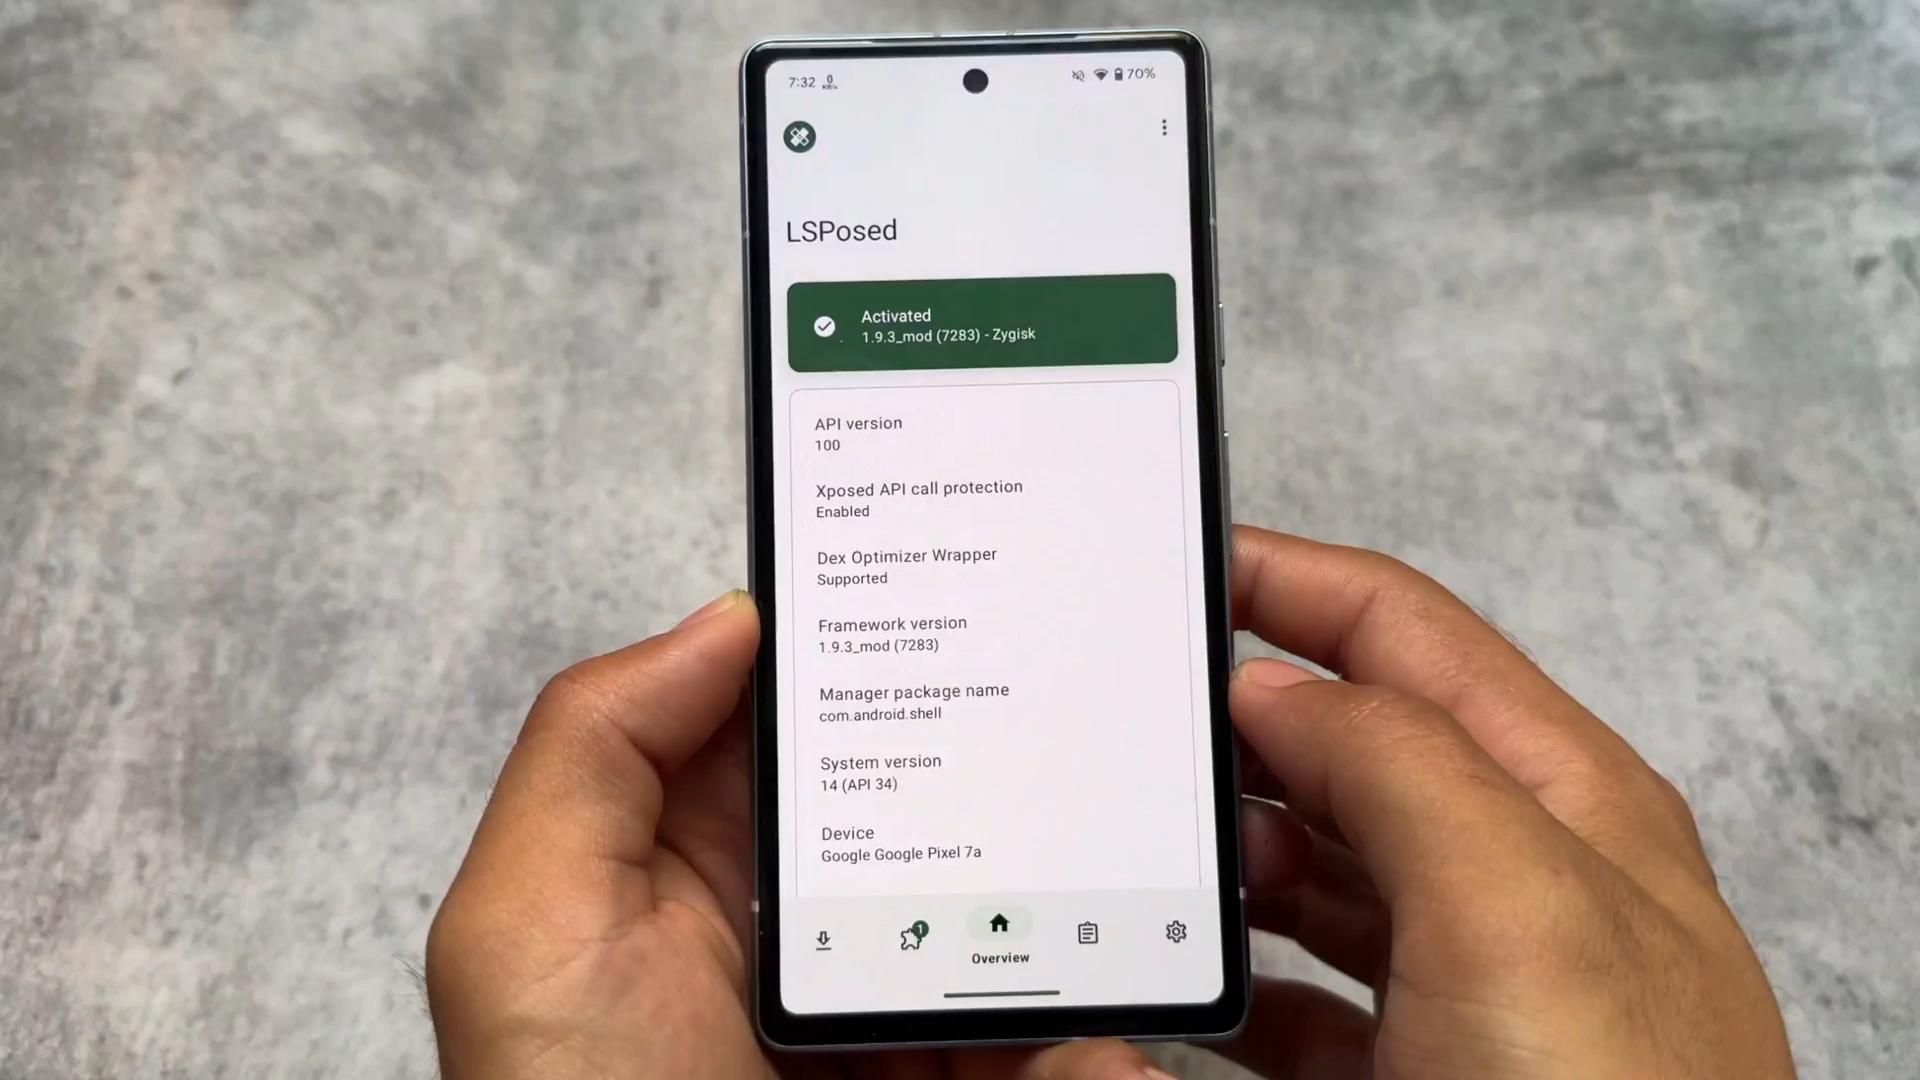 7:32 0 KB/s 70%
LSPosed
Activated
1.9.3_mod (7283) - Zygisk
API version
100
Xposed API call protection
Enabled
Dex Optimizer Wrapper
Supported
Framework version
1.9.3_mod (7283)
Manager package name
com.android.shell
System version
14 (API 34)
Device
Google Google Pixel 7a
1
Overview